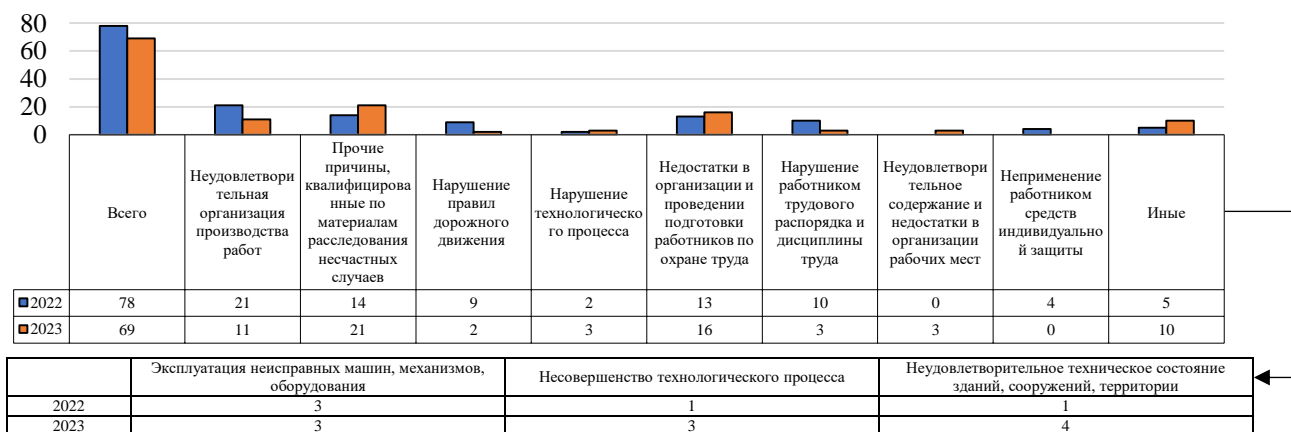 80
60
40
20
0
Всего
Неудовлетвори
тельная
организация
производства
работ
Прочие
причины,
квалифицирова
нные по
материалам
расследования
несчастных
случаев
Нарушение
правил
дорожного
движения
Нарушение
технологическо
го процесса
Недостатки в
организации и
проведении
подготовки
работников по
охране труда
Нарушение
работником
трудового
распорядка и
дисциплины
труда
Неудовлетвори
тельное
содержание и
недостатки в
организации
рабочих мест
Неприменение
работником
средств
индивидуально
й защиты
Иные
2022 78 21 14 9 2 13 10 0 4 5
2023 69 11 21 2 3 16 3 3 0 10
Эксплуатация неисправных машин, механизмов,
оборудования
Несовершенство технологического процесса
Неудовлетворительное техническое состояние
зданий, сооружений, территории
2022 3 1 1
2023 3 3 4